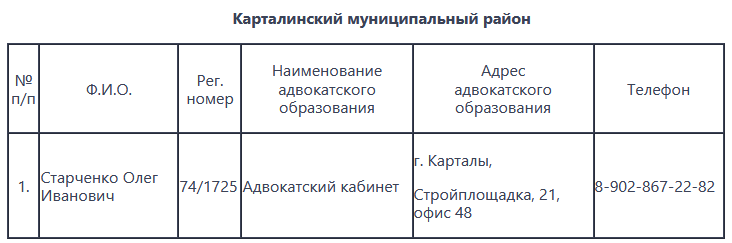 Карталинский муниципальный район
№ п/п
Ф.И.О.
Рег. номер
Наименование адвокатского образования
Адрес адвокатского образования
Телефон
1.
Старченко Олег
Иванович
74/1725
Адвокатский кабинет
г. Карталы,
Стройплощадка, 21,
офис 48
8-902-867-22-82